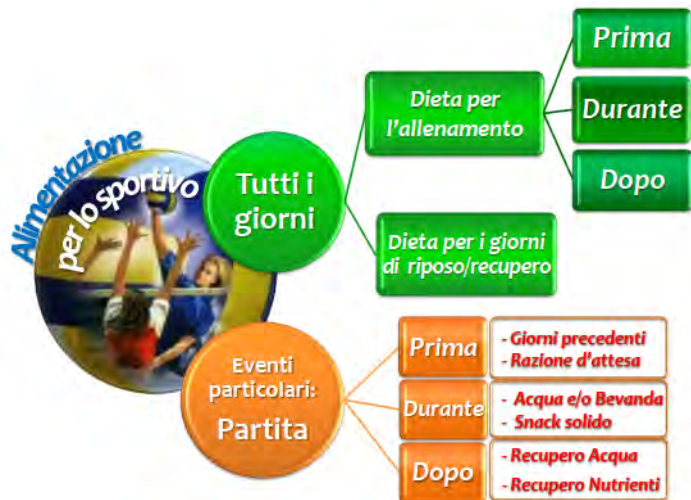 Alimentazione
per lo sportivo
Tutti i
giorni
Dieta per
l'allenamento
Prima
Durante
Dopo
Dieta per i giorni
di riposo/recupero
Eventi
particolari:
Partita
Prima
- Giorni precedenti
- Razione d'attesa
Durante
- Acqua e/o Bevanda
- Snack solido
Dopo
- Recupero Acqua
- Recupero Nutrienti